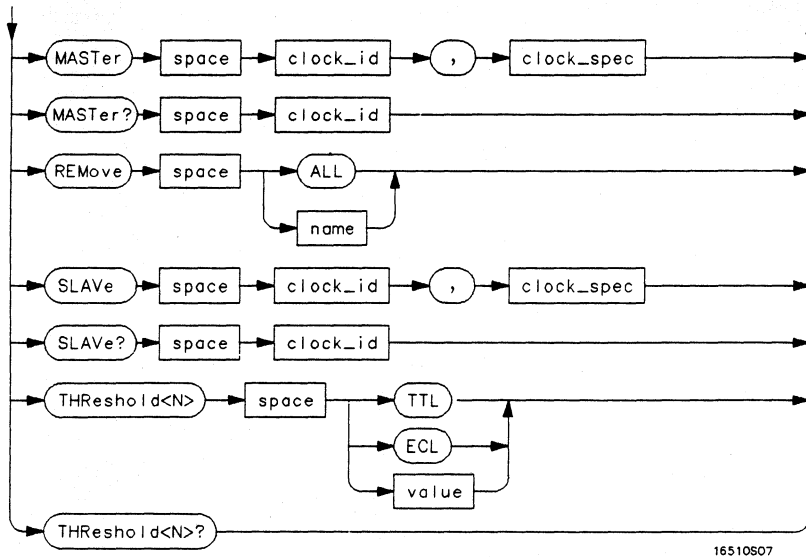 MASTer space clock_id , clock_spec
MASTer? space clock_id
REMove space ALL
name
SLAVe space clock_id , clock_spec
SLAVe? space clock_id
THReshold<N> space TTL
ECL
value
THReshold<N>?
16510S07